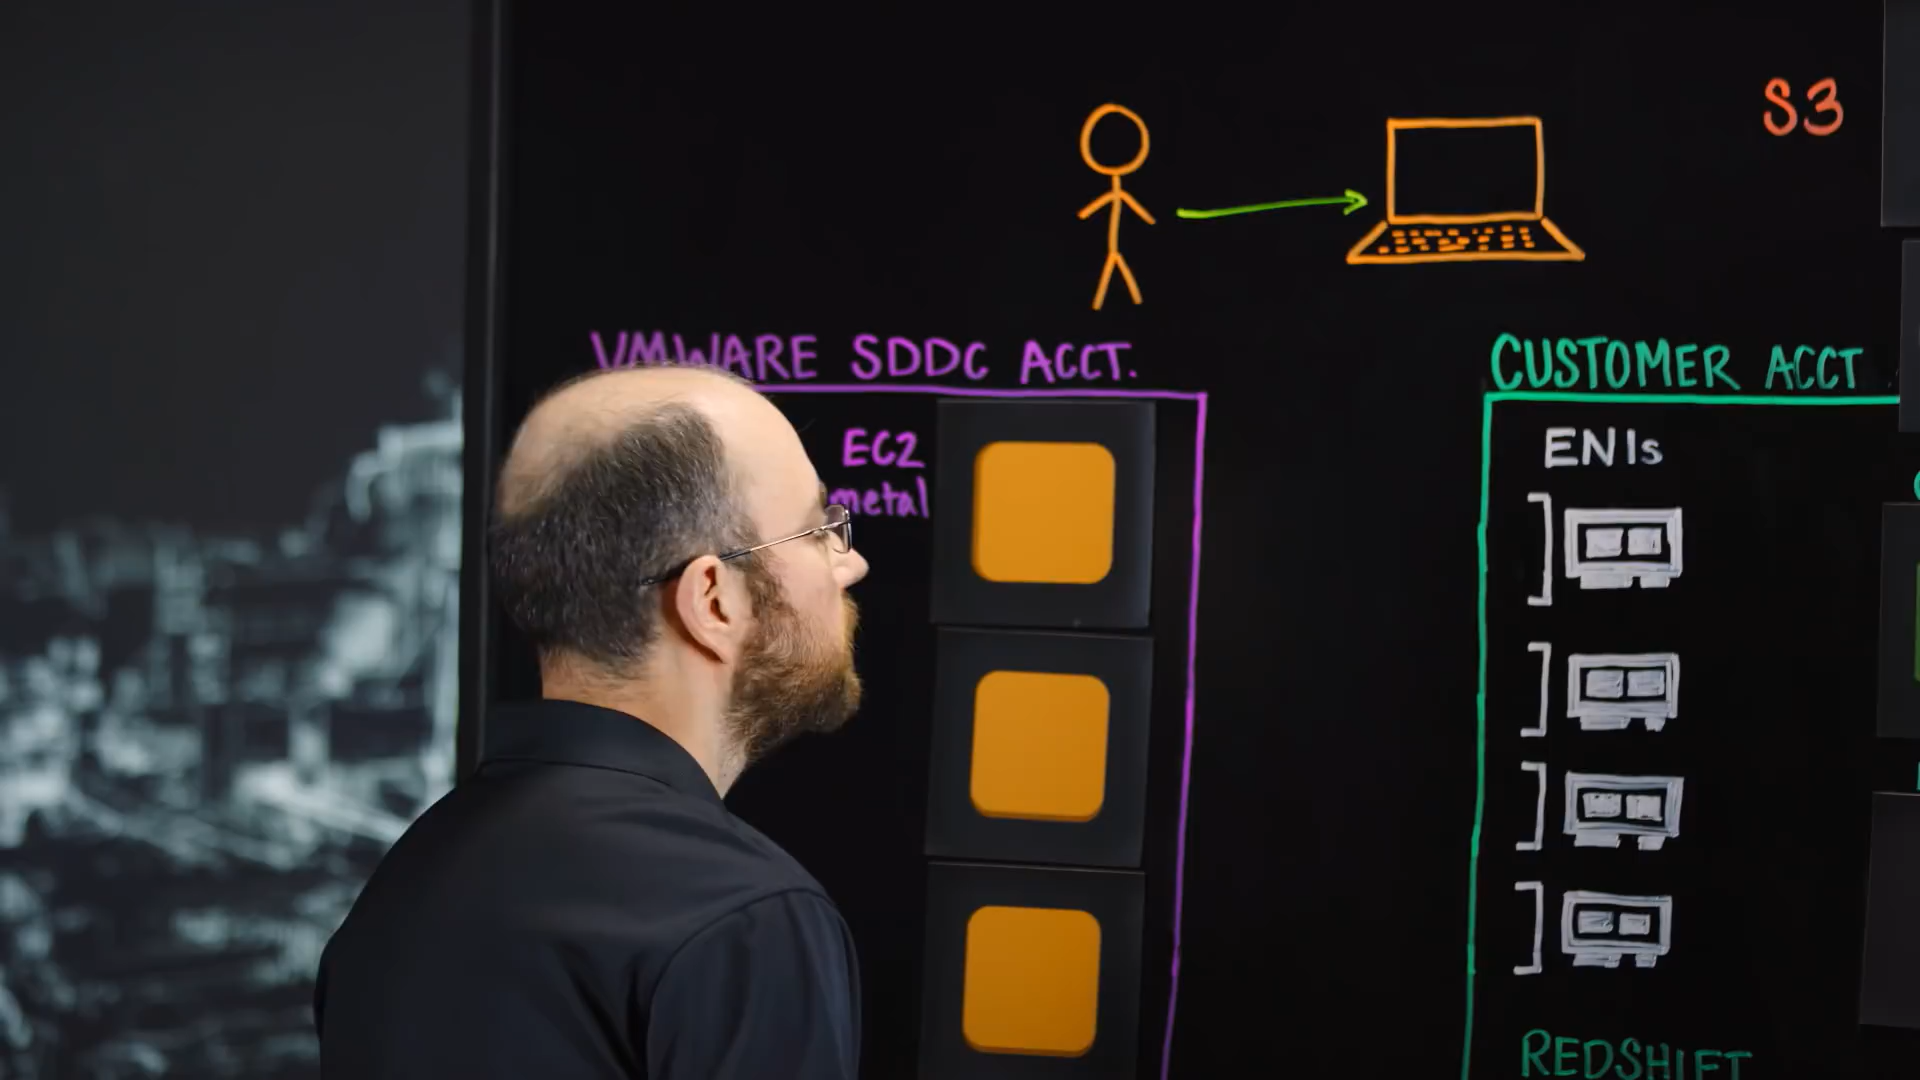 S3
VMWARE SDDC ACCT.
CUSTOMER ACCT
EC2
metal
ENIs
REDSHIFT